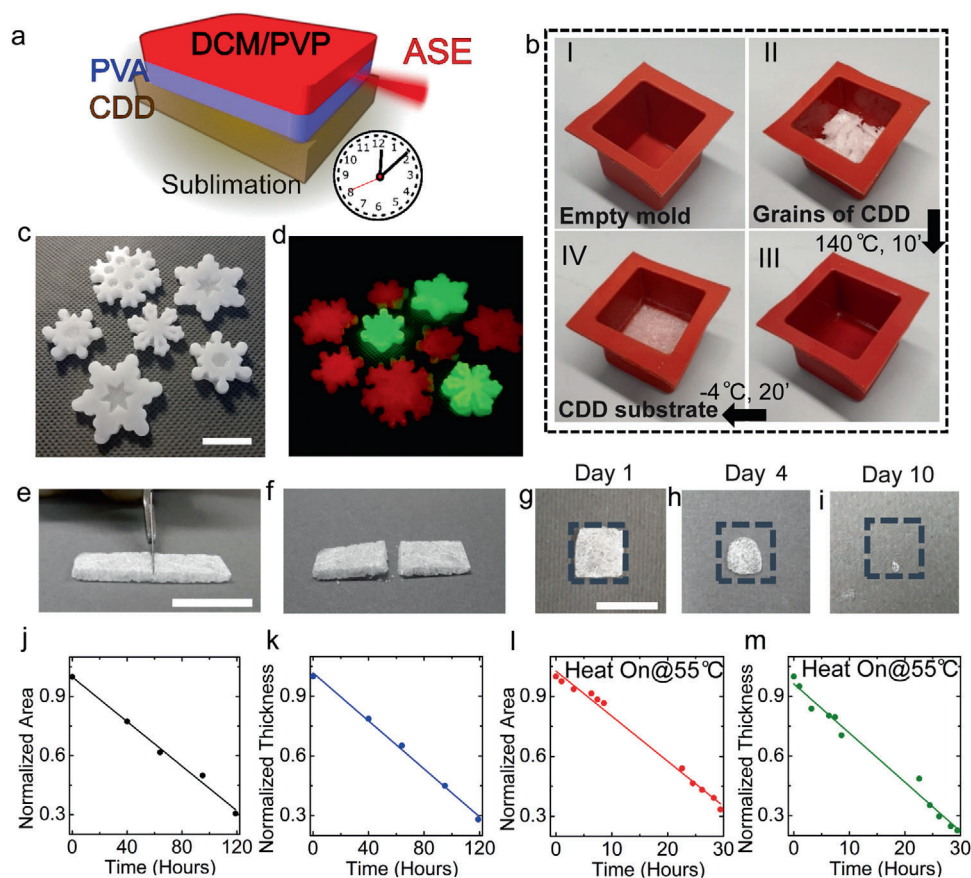 a
DCM/PVP
ASE
PVA
CDD
Sublimation
12
1
2
3
4
5
6
7
8
9
10
11
b
I
II
Empty mold
Grains of CDD
140℃, 10'
IV
III
-4℃, 20'
CDD substrate
c
d
e
f
Day 1
Day 4
Day 10
g
h
i
j
k
l
m
Heat On@55℃
Heat On@55℃
Normalized Area
0.9
0.6
0.3
0
40
80
120
Time (Hours)
Normalized Thickness
0.9
0.6
0.3
0
40
80
120
Time (Hours)
Normalized Area
0.9
0.6
0.3
0
10
20
30
Time (Hours)
Normalized Thickness
0.9
0.6
0.3
0
10
20
30
Time (Hours)